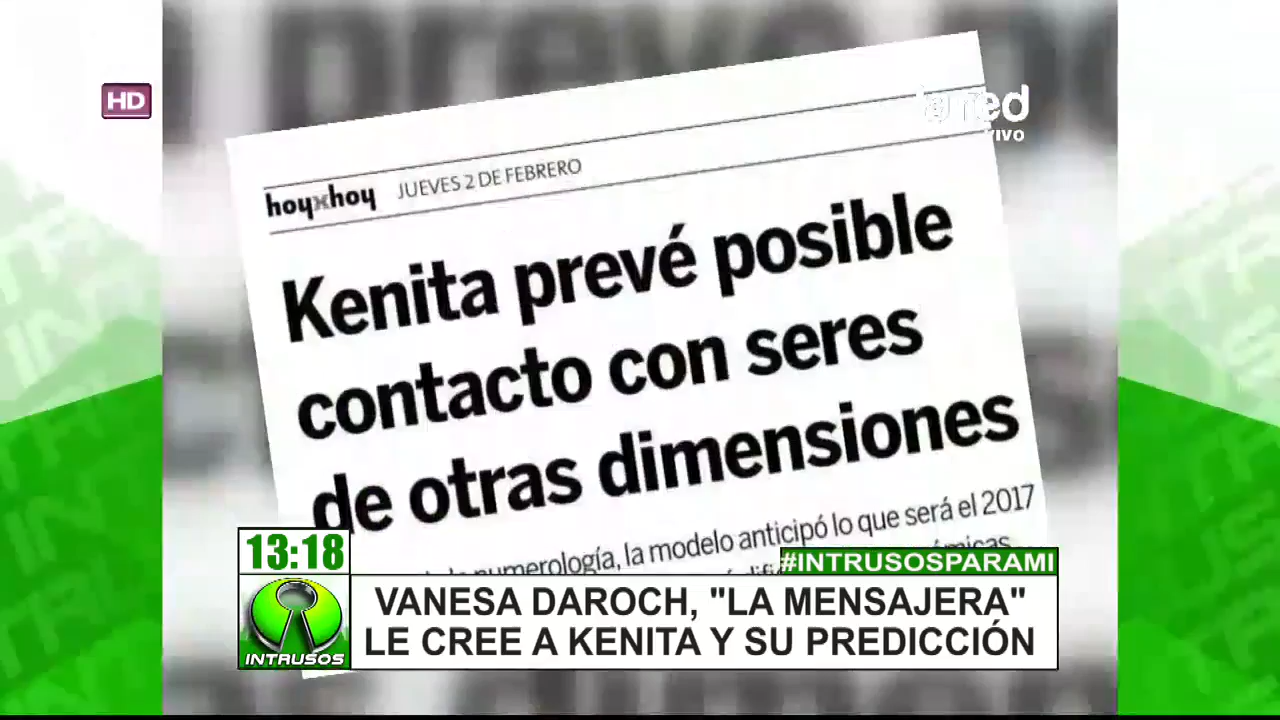 HD
la red
VIVO
hoyxhoy JUEVES 2 DE FEBRERO
Kenita prevé posible
contacto con seres
de otras dimensiones
numerología, la modelo anticipó lo que será el 2017
13:18
#INTRUSOSPARAMI
VANESA DAROCH, "LA MENSAJERA"
LE CREE A KENITA Y SU PREDICCIÓN
INTRUSOS